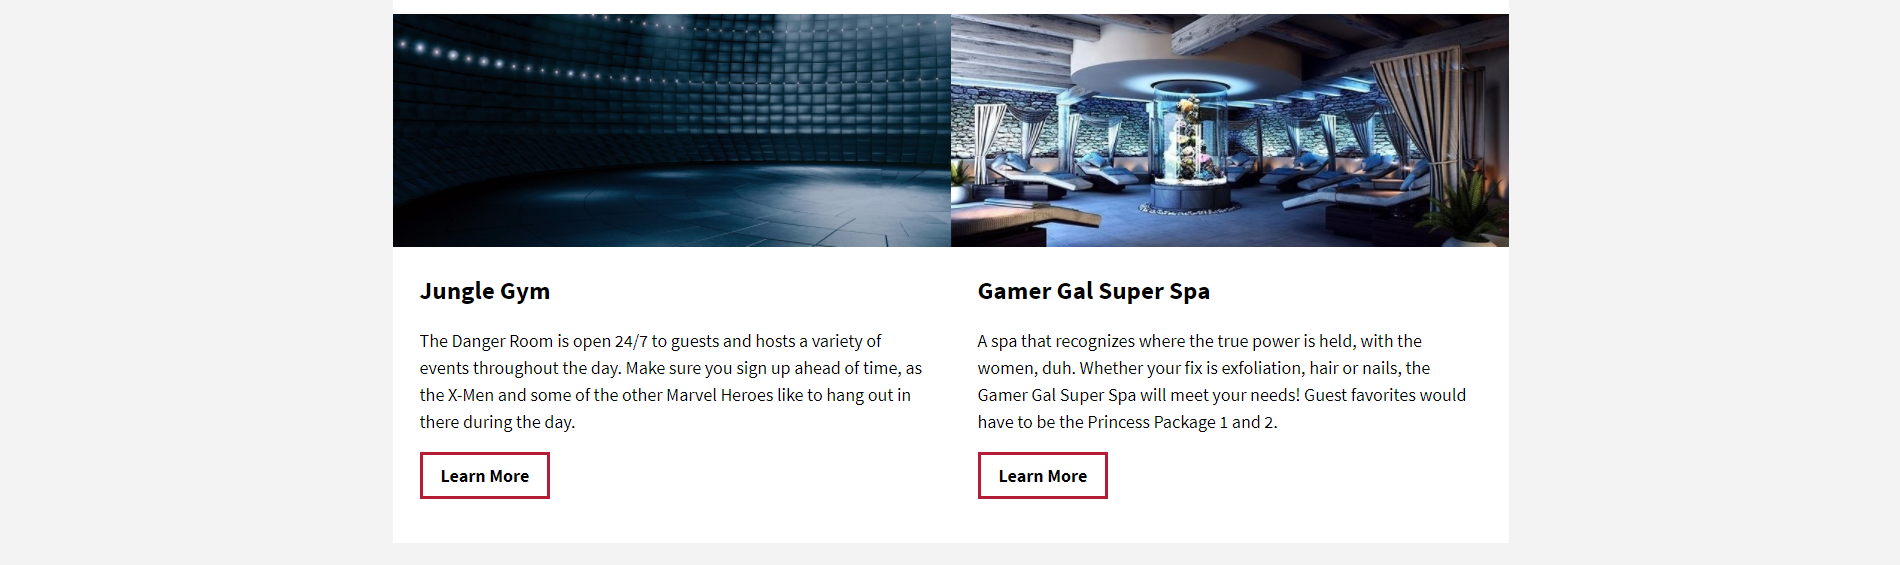 Jungle Gym
The Danger Room is open 24/7 to guests and hosts a variety of
events throughout the day. Make sure you sign up ahead of time, as
the X-Men and some of the other Marvel Heroes like to hang out in
there during the day.
Learn More
Gamer Gal Super Spa
A spa that recognizes where the true power is held, with the
women, duh. Whether your fix is exfoliation, hair or nails, the
Gamer Gal Super Spa will meet your needs! Guest favorites would
have to be the Princess Package 1 and 2.
Learn More